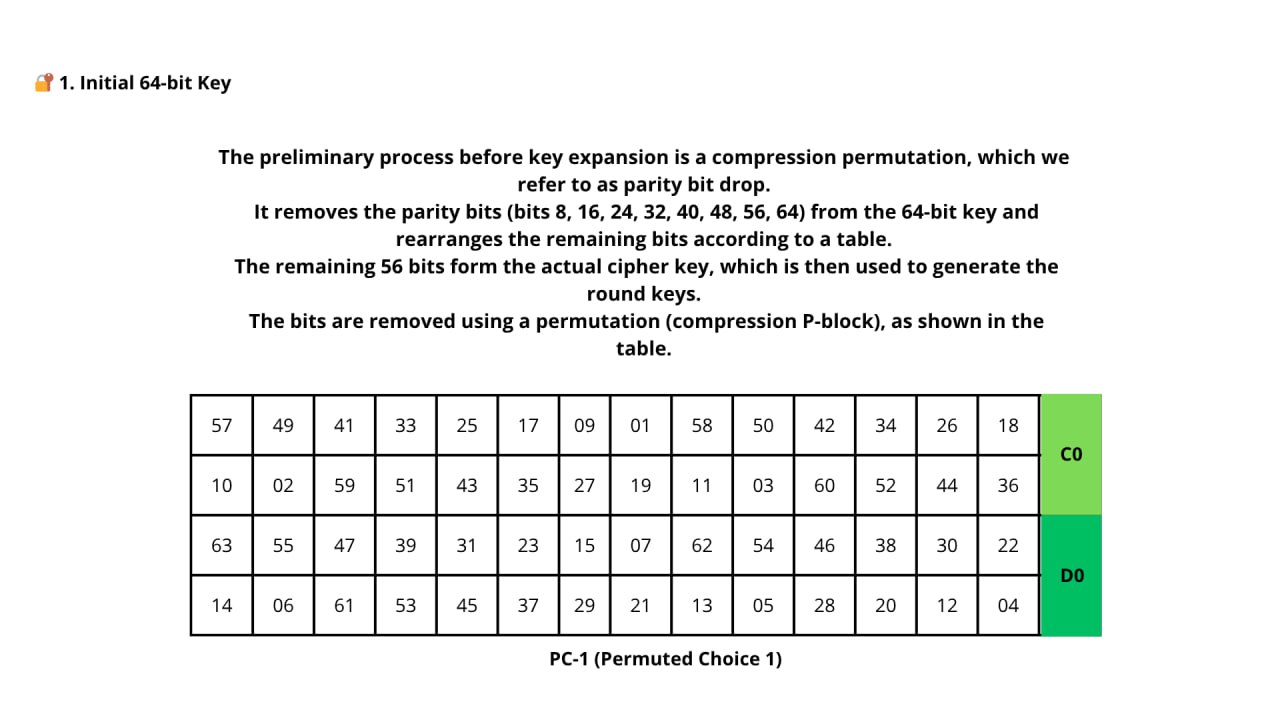 🔐 1. Initial 64-bit Key
The preliminary process before key expansion is a compression permutation, which we
refer to as parity bit drop.
It removes the parity bits (bits 8, 16, 24, 32, 40, 48, 56, 64) from the 64-bit key and
rearranges the remaining bits according to a table.
The remaining 56 bits form the actual cipher key, which is then used to generate the
round keys.
The bits are removed using a permutation (compression P-block), as shown in the
table.
57 49 41 33 25 17 09 01 58 50 42 34 26 18
C0
10 02 59 51 43 35 27 19 11 03 60 52 44 36
63 55 47 39 31 23 15 07 62 54 46 38 30 22
D0
14 06 61 53 45 37 29 21 13 05 28 20 12 04
PC-1 (Permuted Choice 1)